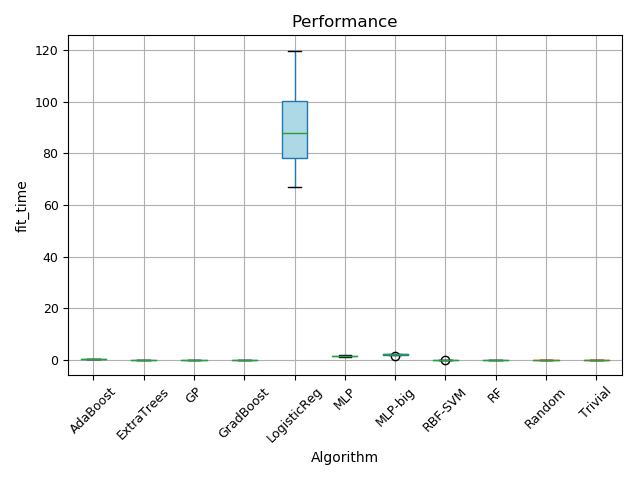 Performance
120
100
80
60
40
20
0
fit_time
AdaBoost
ExtraTrees
GP
GradBoost
LogisticReg
MLP
MLP-big
RBF-SVM
RF
Random
Trivial
Algorithm